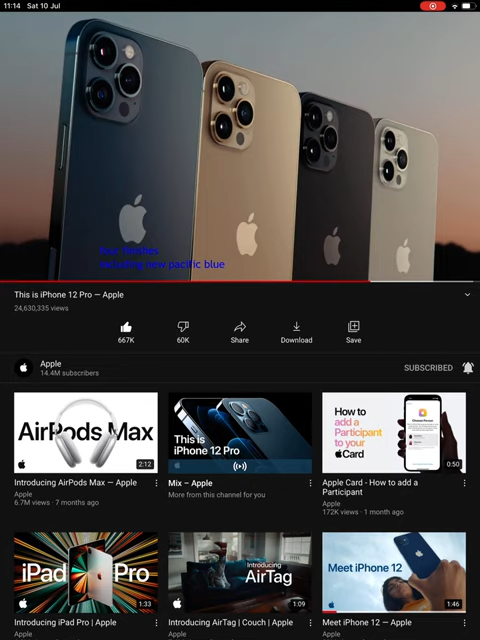 11:14 Sat 10 Jul
four finishes
including new pacific blue
This is iPhone 12 Pro — Apple
24,630,335 views
667K
60K
Share
Download
Save
Apple
14.4M subscribers
SUBSCRIBED
AirPods Max
2:12
This is
iPhone 12 Pro
How to
add a
Participant
to your
Card
0:50
Introducing AirPods Max — Apple
Apple
6.7M views · 7 months ago
Mix – Apple
More from this channel for you
Apple Card - How to add a
Participant
Apple
172K views · 1 month ago
iPad Pro
1:33
Introducing
AirTag
1:09
Meet iPhone 12
1:46
Introducing iPad Pro | Apple
Apple
Introducing AirTag | Couch | Apple
Apple
Meet iPhone 12 — Apple
Apple